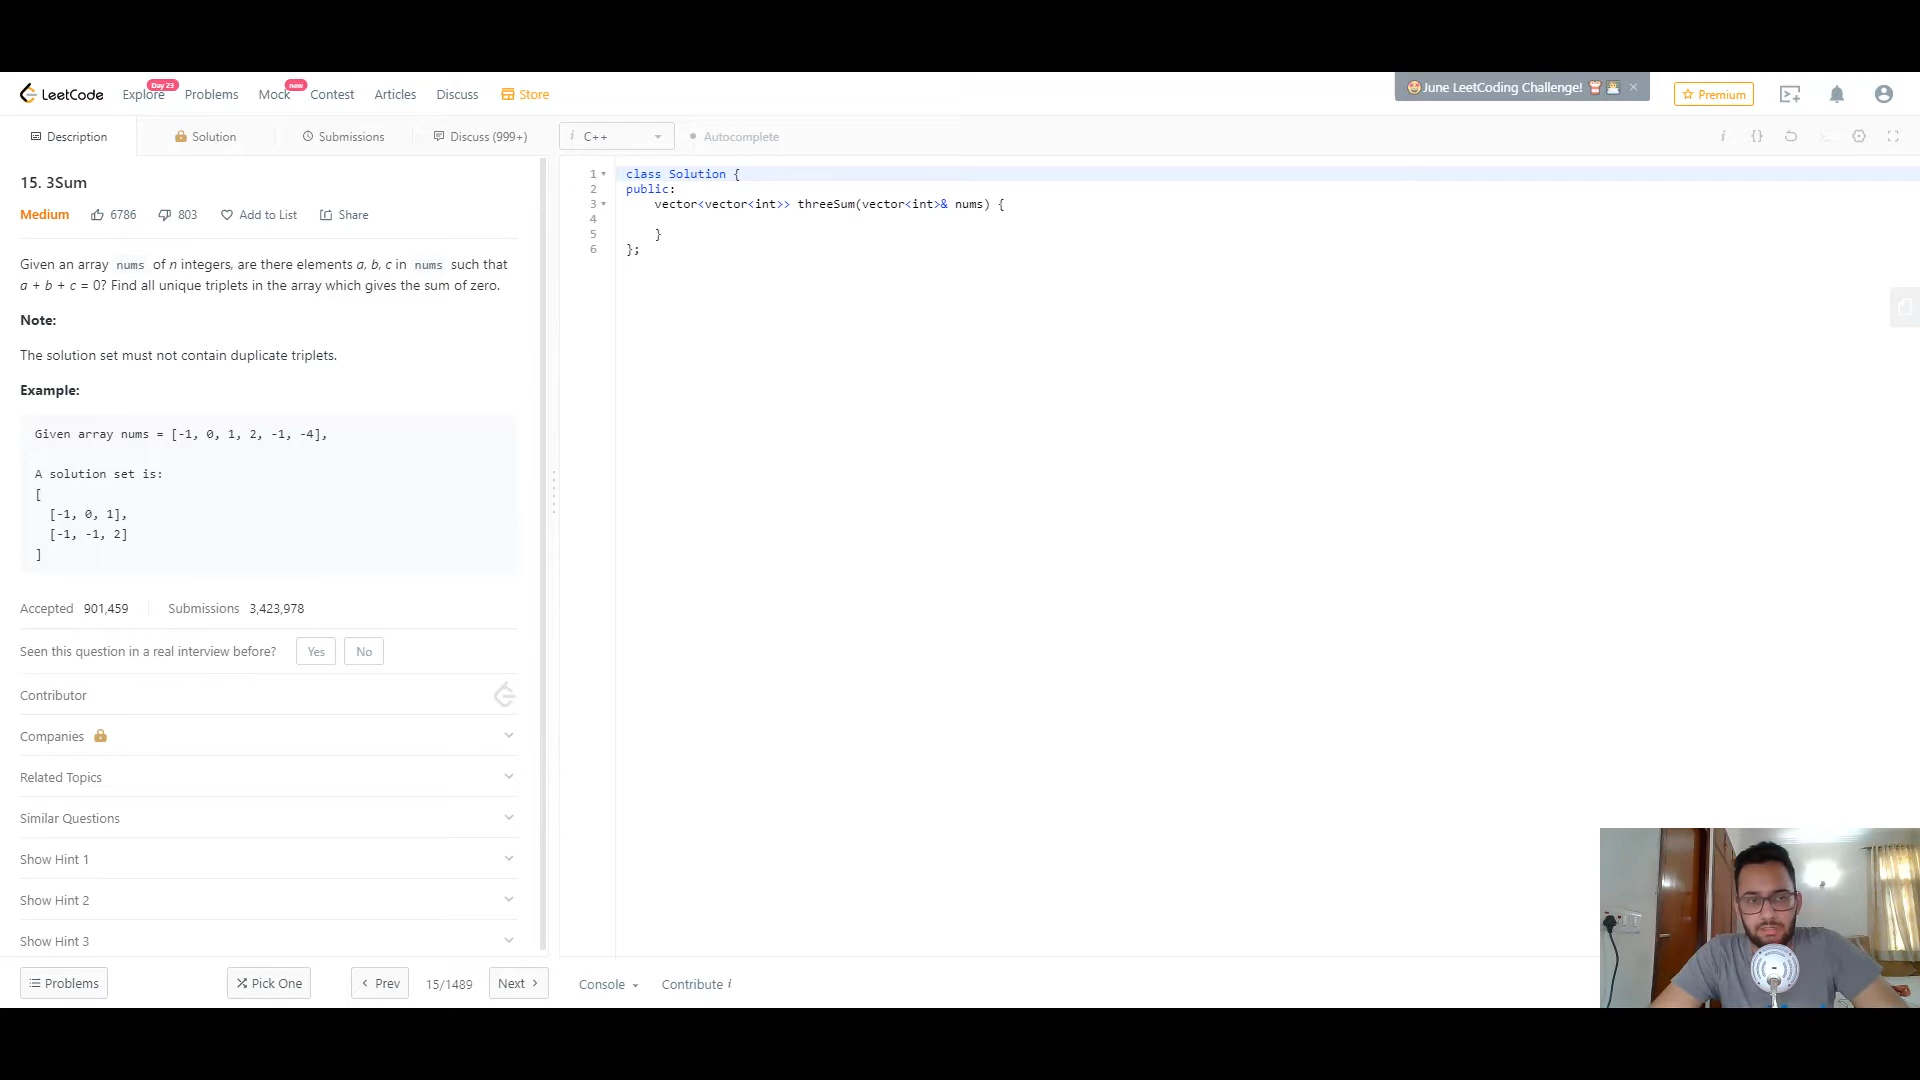 LeetCode
Explore
Day 23
Problems
Mock
new
Contest
Articles
Discuss
Store
June LeetCoding Challenge!
Premium
Description
Solution
Submissions
Discuss (999+)
i C++
Autocomplete
15. 3Sum
Medium
6786
803
Add to List
Share
Given an array nums of n integers, are there elements a, b, c in nums such that
a + b + c = 0? Find all unique triplets in the array which gives the sum of zero.
Note:
The solution set must not contain duplicate triplets.
Example:
Given array nums = [-1, 0, 1, 2, -1, -4],
A solution set is:
[
[-1, 0, 1],
[-1, -1, 2]
]
Accepted 901,459
Submissions 3,423,978
Seen this question in a real interview before?
Yes
No
Contributor
Companies
Related Topics
Similar Questions
Show Hint 1
Show Hint 2
Show Hint 3
Problems
Pick One
Prev
15/1489
Next
1 class Solution {
2 public:
3 vector<vector<int>> threeSum(vector<int>& nums) {
4
5 }
6 };
Console
Contribute i
i
{}